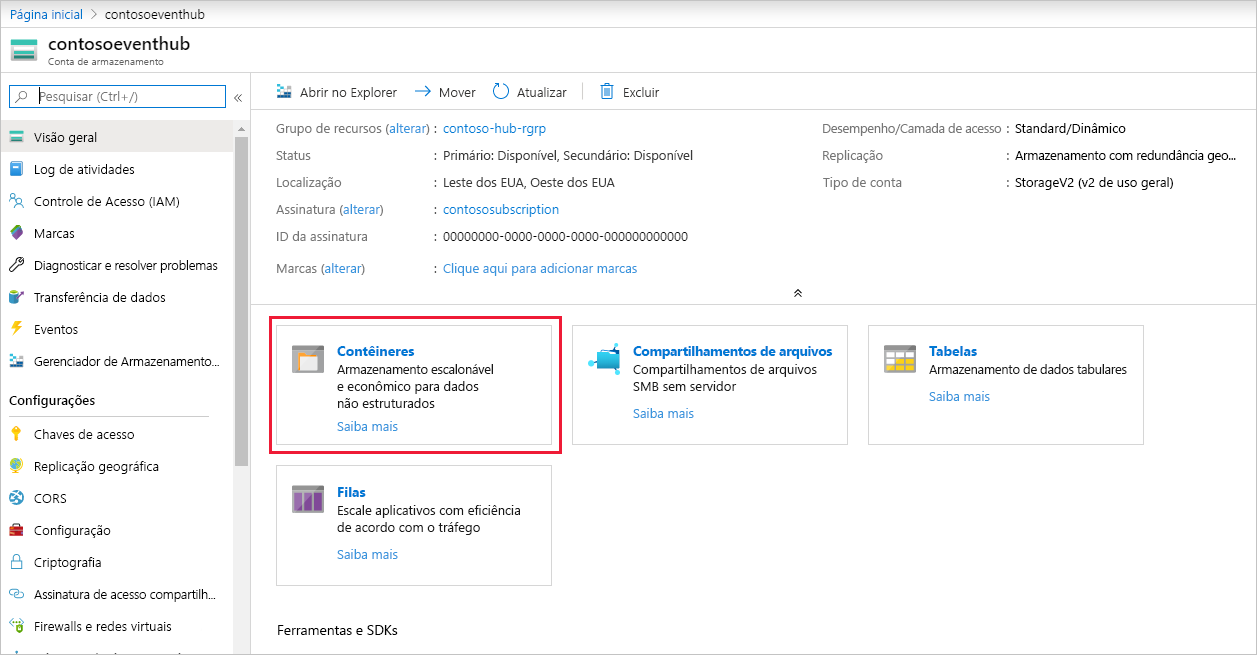 Página inicial > contosoeventhub
contosoeventhub
Conta de armazenamento
Pesquisar (Ctrl+/)
«
Visão geral
Log de atividades
Controle de Acesso (IAM)
Marcas
Diagnosticar e resolver problemas
Transferência de dados
Eventos
Gerenciador de Armazenamento...
Configurações
Chaves de acesso
Replicação geográfica
CORS
Configuração
Criptografia
Assinatura de acesso compartilh...
Firewalls e redes virtuais
Abrir no Explorer Mover Atualizar Excluir
Grupo de recursos (alterar) : contoso-hub-rgrp
Status : Primário: Disponível, Secundário: Disponível
Localização : Leste dos EUA, Oeste dos EUA
Assinatura (alterar) : contososubscription
ID da assinatura : 00000000-0000-0000-0000-000000000000
Marcas (alterar) : Clique aqui para adicionar marcas
Desempenho/Camada de acesso : Standard/Dinâmico
Replicação : Armazenamento com redundância geo...
Tipo de conta : StorageV2 (v2 de uso geral)
Contêineres
Armazenamento escalonável
e econômico para dados
não estruturados
Saiba mais
Compartilhamentos de arquivos
Compartilhamentos de arquivos
SMB sem servidor
Saiba mais
Tabelas
Armazenamento de dados tabulares
Saiba mais
Filas
Escale aplicativos com eficiência
de acordo com o tráfego
Saiba mais
Ferramentas e SDKs